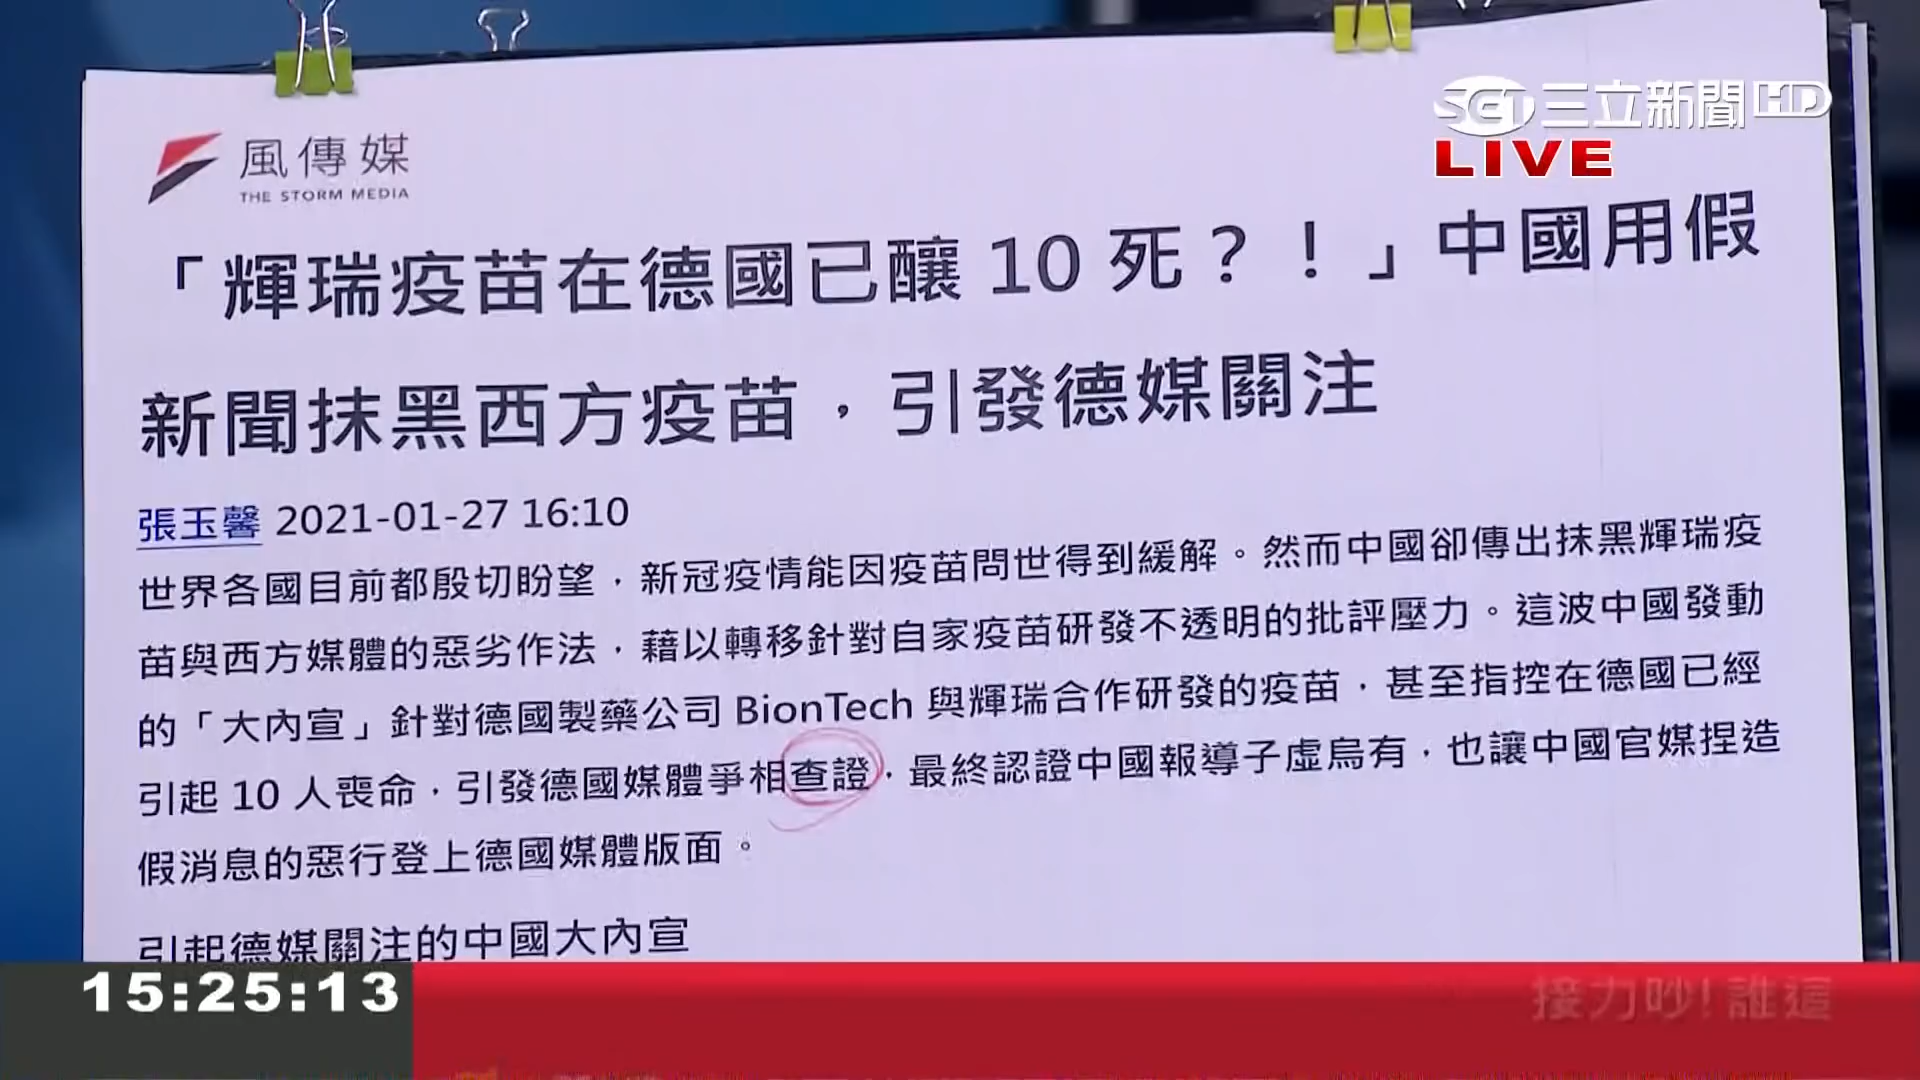 SET三立新聞HD
LIVE
風傳媒
THE STORM MEDIA
「輝瑞疫苗在德國已釀 10 死？！」中國用假
新聞抹黑西方疫苗，引發德媒關注
張玉馨 2021-01-27 16:10
世界各國目前都殷切盼望，新冠疫情能因疫苗問世得到緩解。然而中國卻傳出抹黑輝瑞疫
苗與西方媒體的惡劣作法，藉以轉移針對自家疫苗研發不透明的批評壓力。這波中國發動
的「大內宣」針對德國製藥公司 BionTech 與輝瑞合作研發的疫苗，甚至指控在德國已經
引起 10 人喪命，引發德國媒體爭相查證，最終認證中國報導子虛烏有，也讓中國官媒捏造
假消息的惡行登上德國媒體版面。
引起德媒關注的中國大內宣
15:25:13
接力吵!誰這